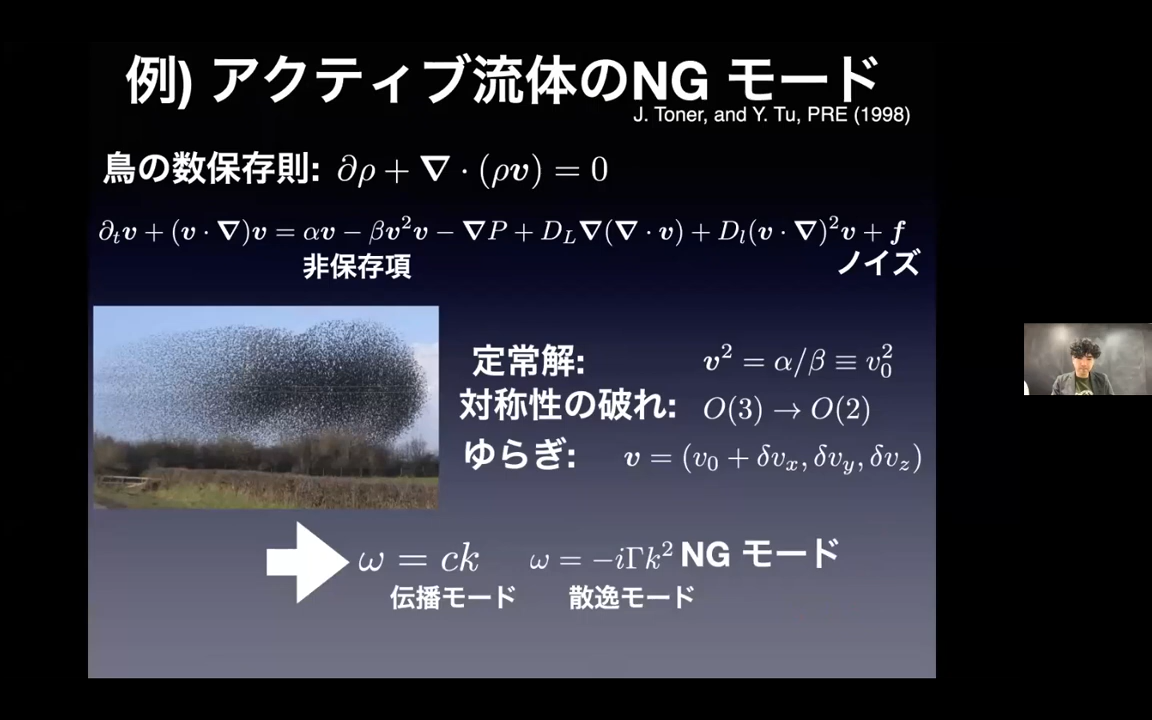 例) アクティブ流体のNG モード
J. Toner, and Y. Tu, PRE (1998)
鳥の数保存則: ∂ρ + ∇ · (ρv) = 0
∂ₜv + (v · ∇)v = αv − βv²v − ∇P + D_L∇(∇ · v) + D_l(v · ∇)²v + f
非保存項
ノイズ
定常解: v² = α/β ≡ v₀²
対称性の破れ: O(3) → O(2)
ゆらぎ: v = (v₀ + δvₓ, δv_y, δv_z)
ω = ck ω = −iΓk² NG モード
伝播モード 散逸モード